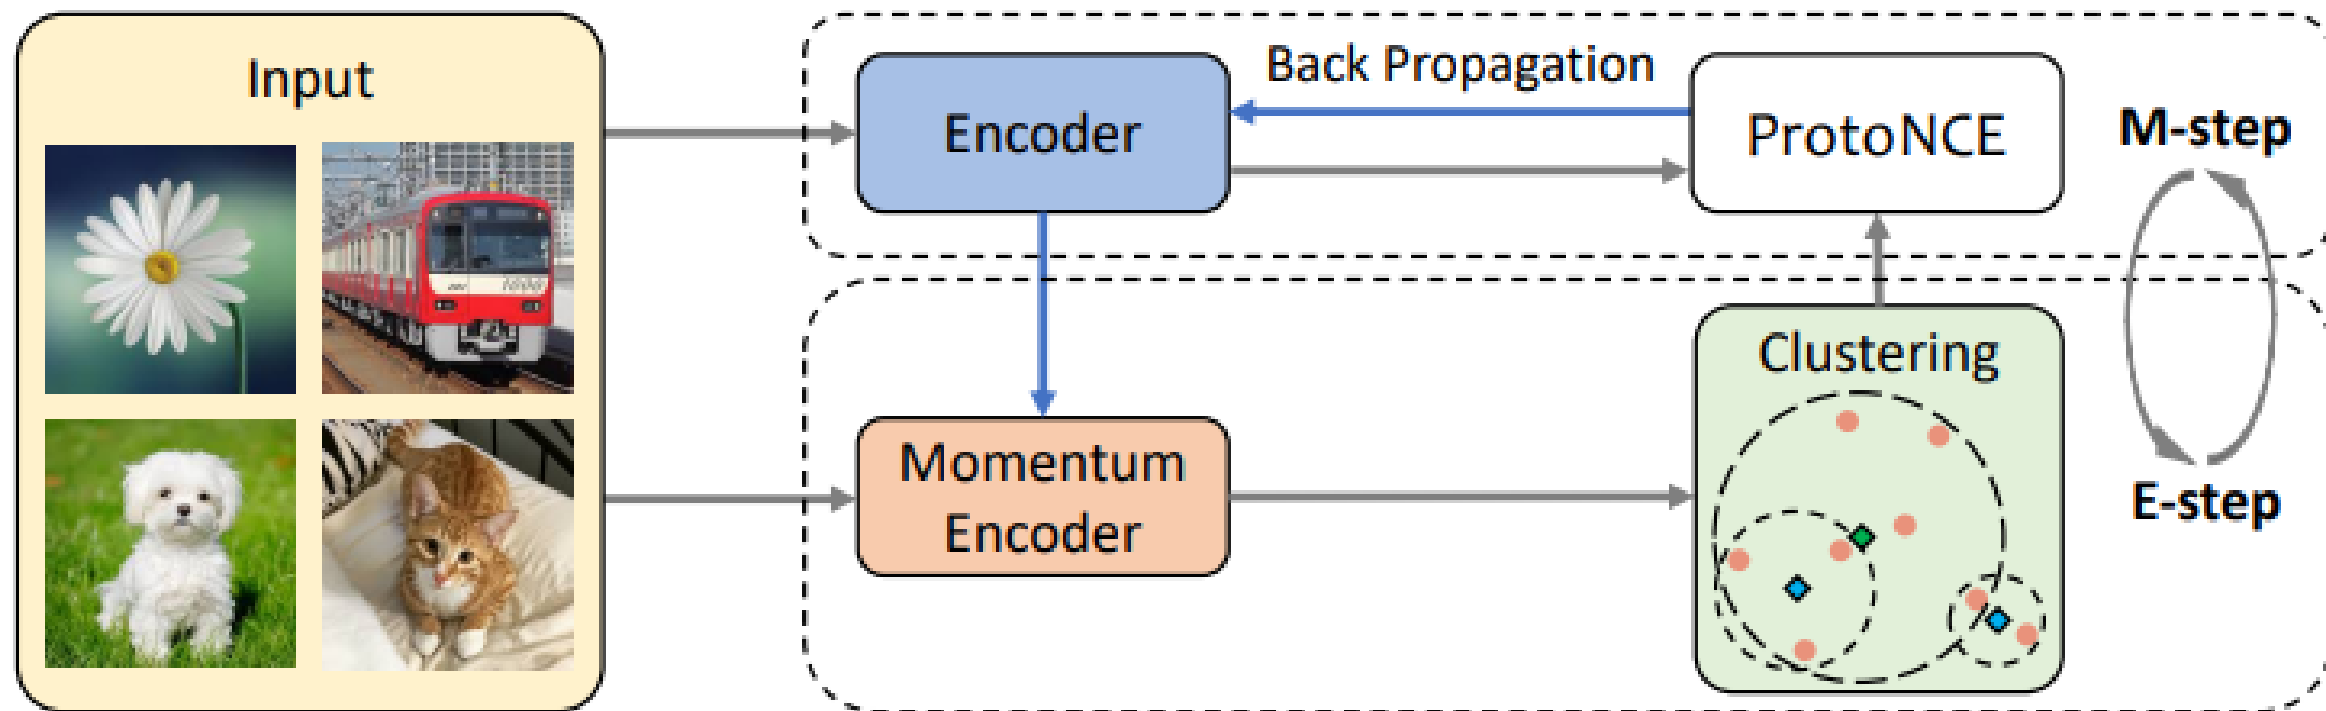 Input
Back Propagation
Encoder
ProtoNCE
M-step
Clustering
Momentum
Encoder
E-step